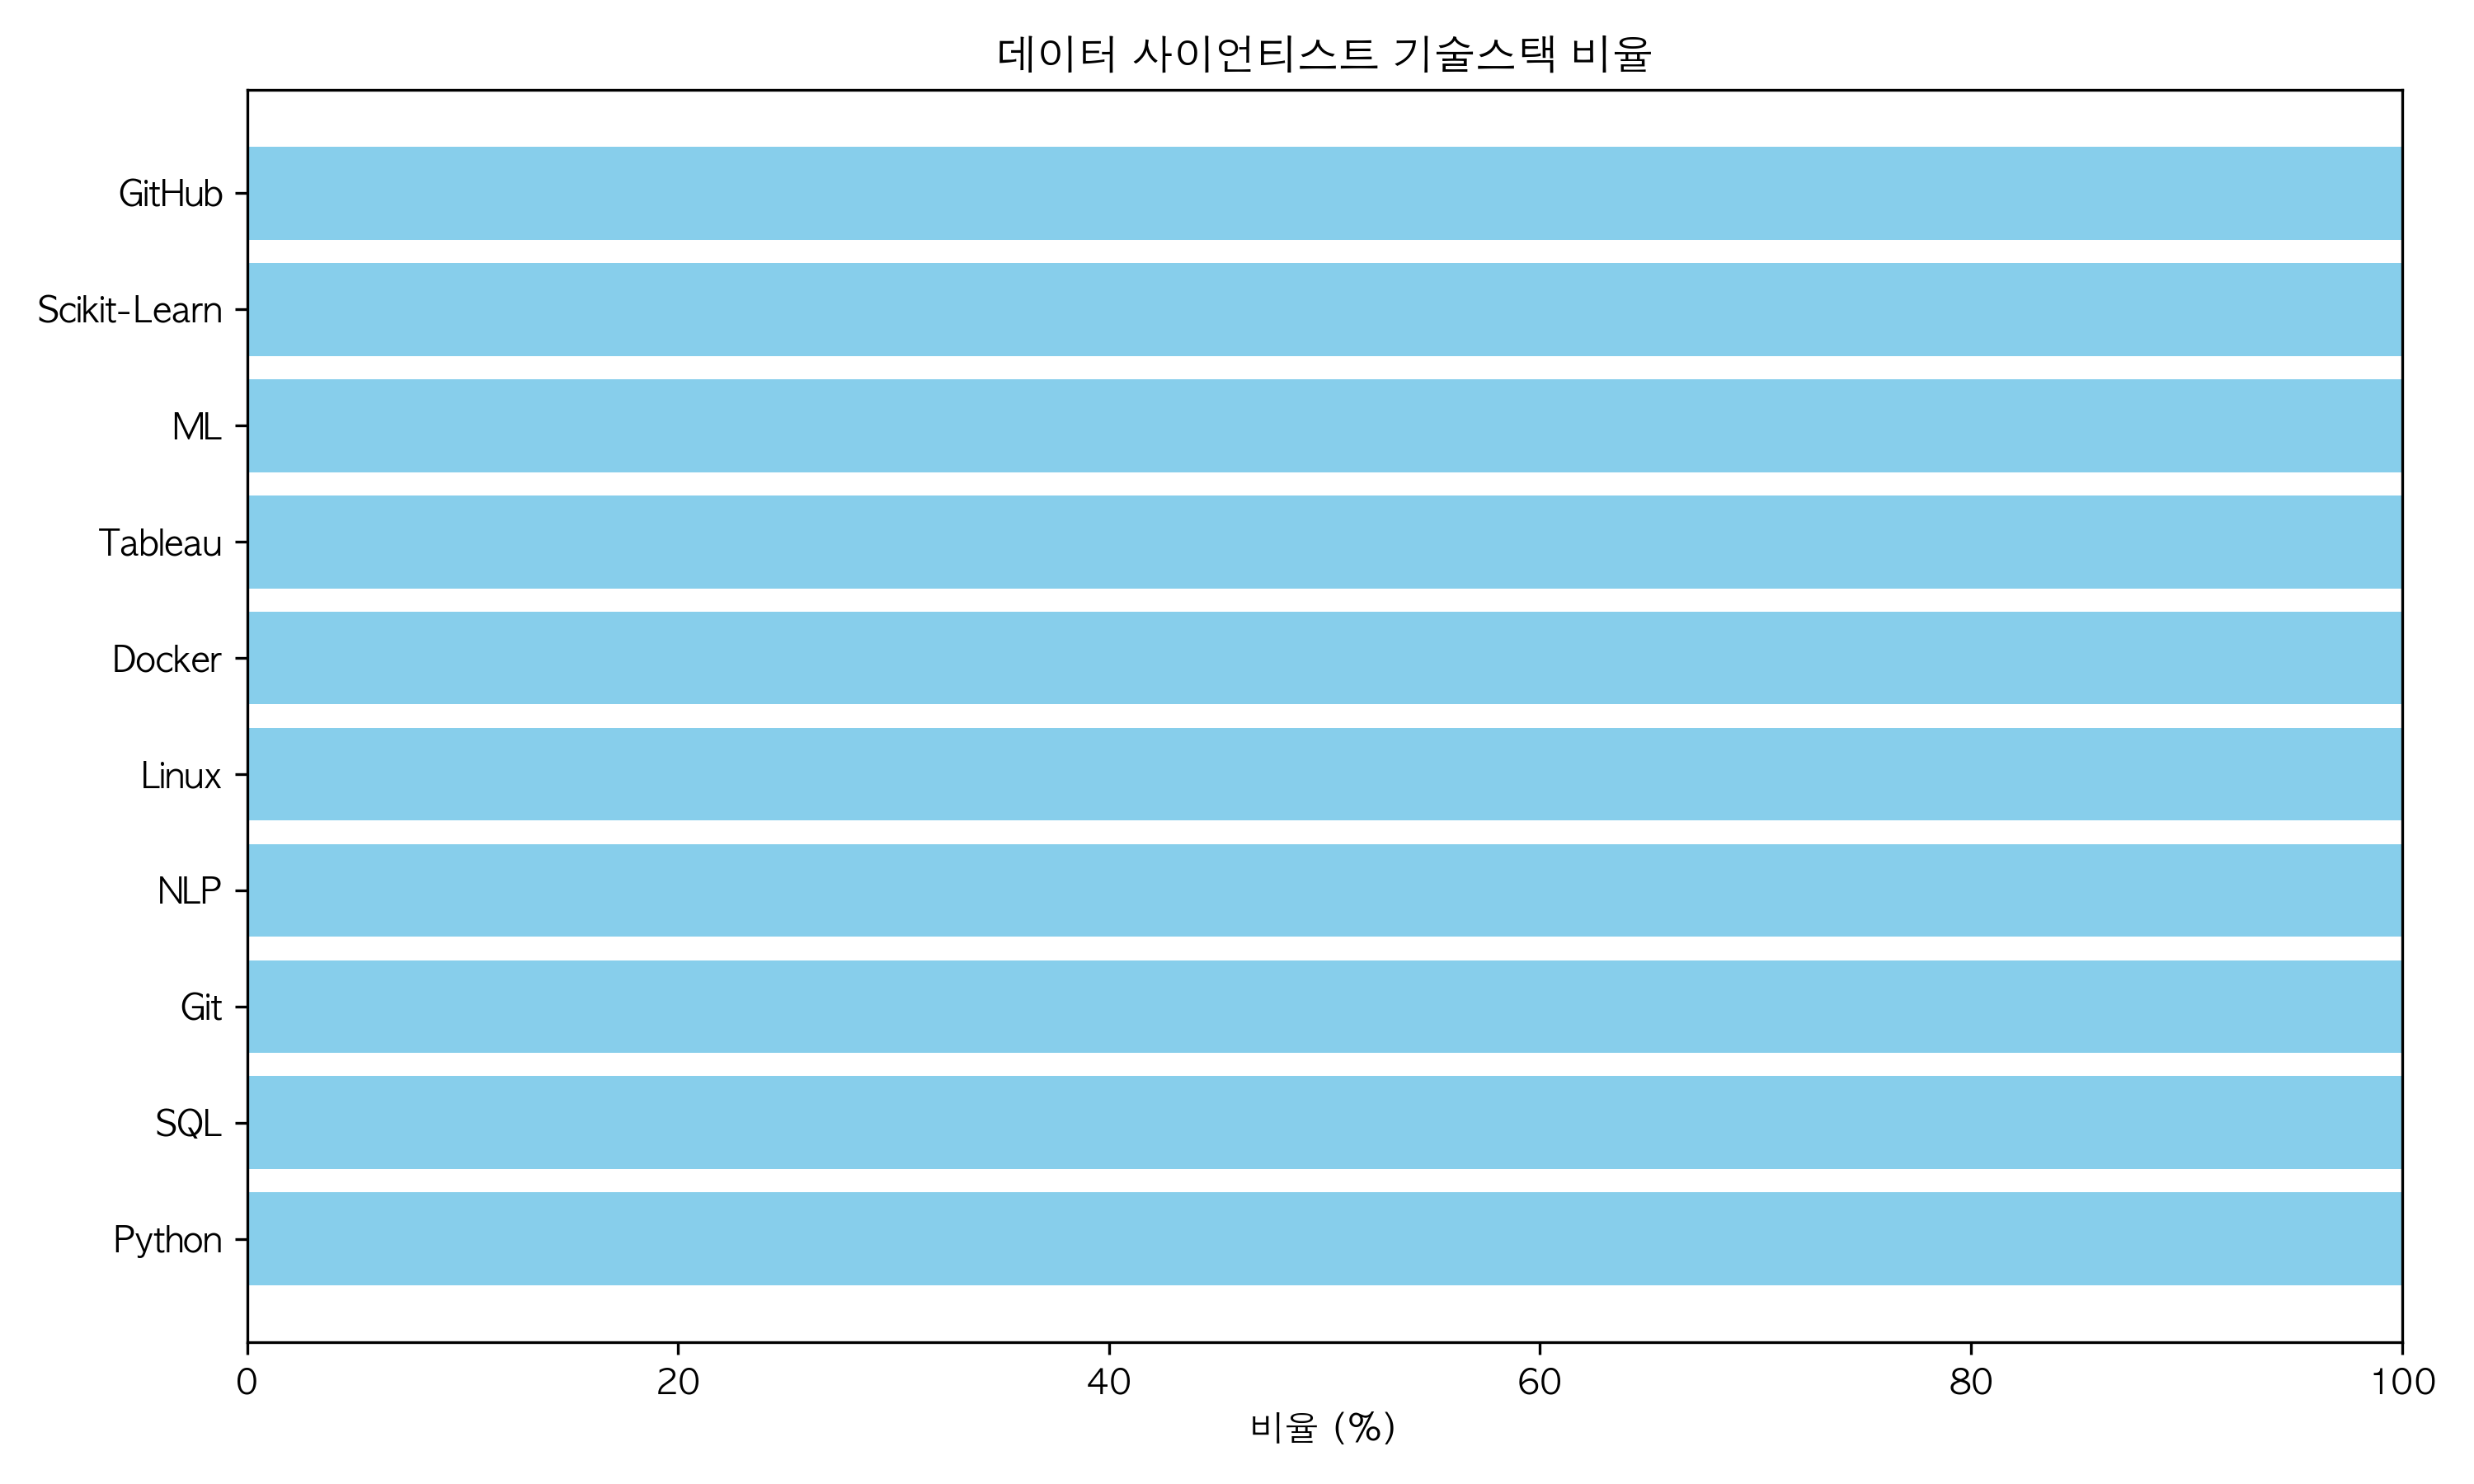 데이터 사이언티스트 기술스택 비율
GitHub
Scikit-Learn
ML
Tableau
Docker
Linux
NLP
Git
SQL
Python
0 20 40 60 80 100
비율 (%)